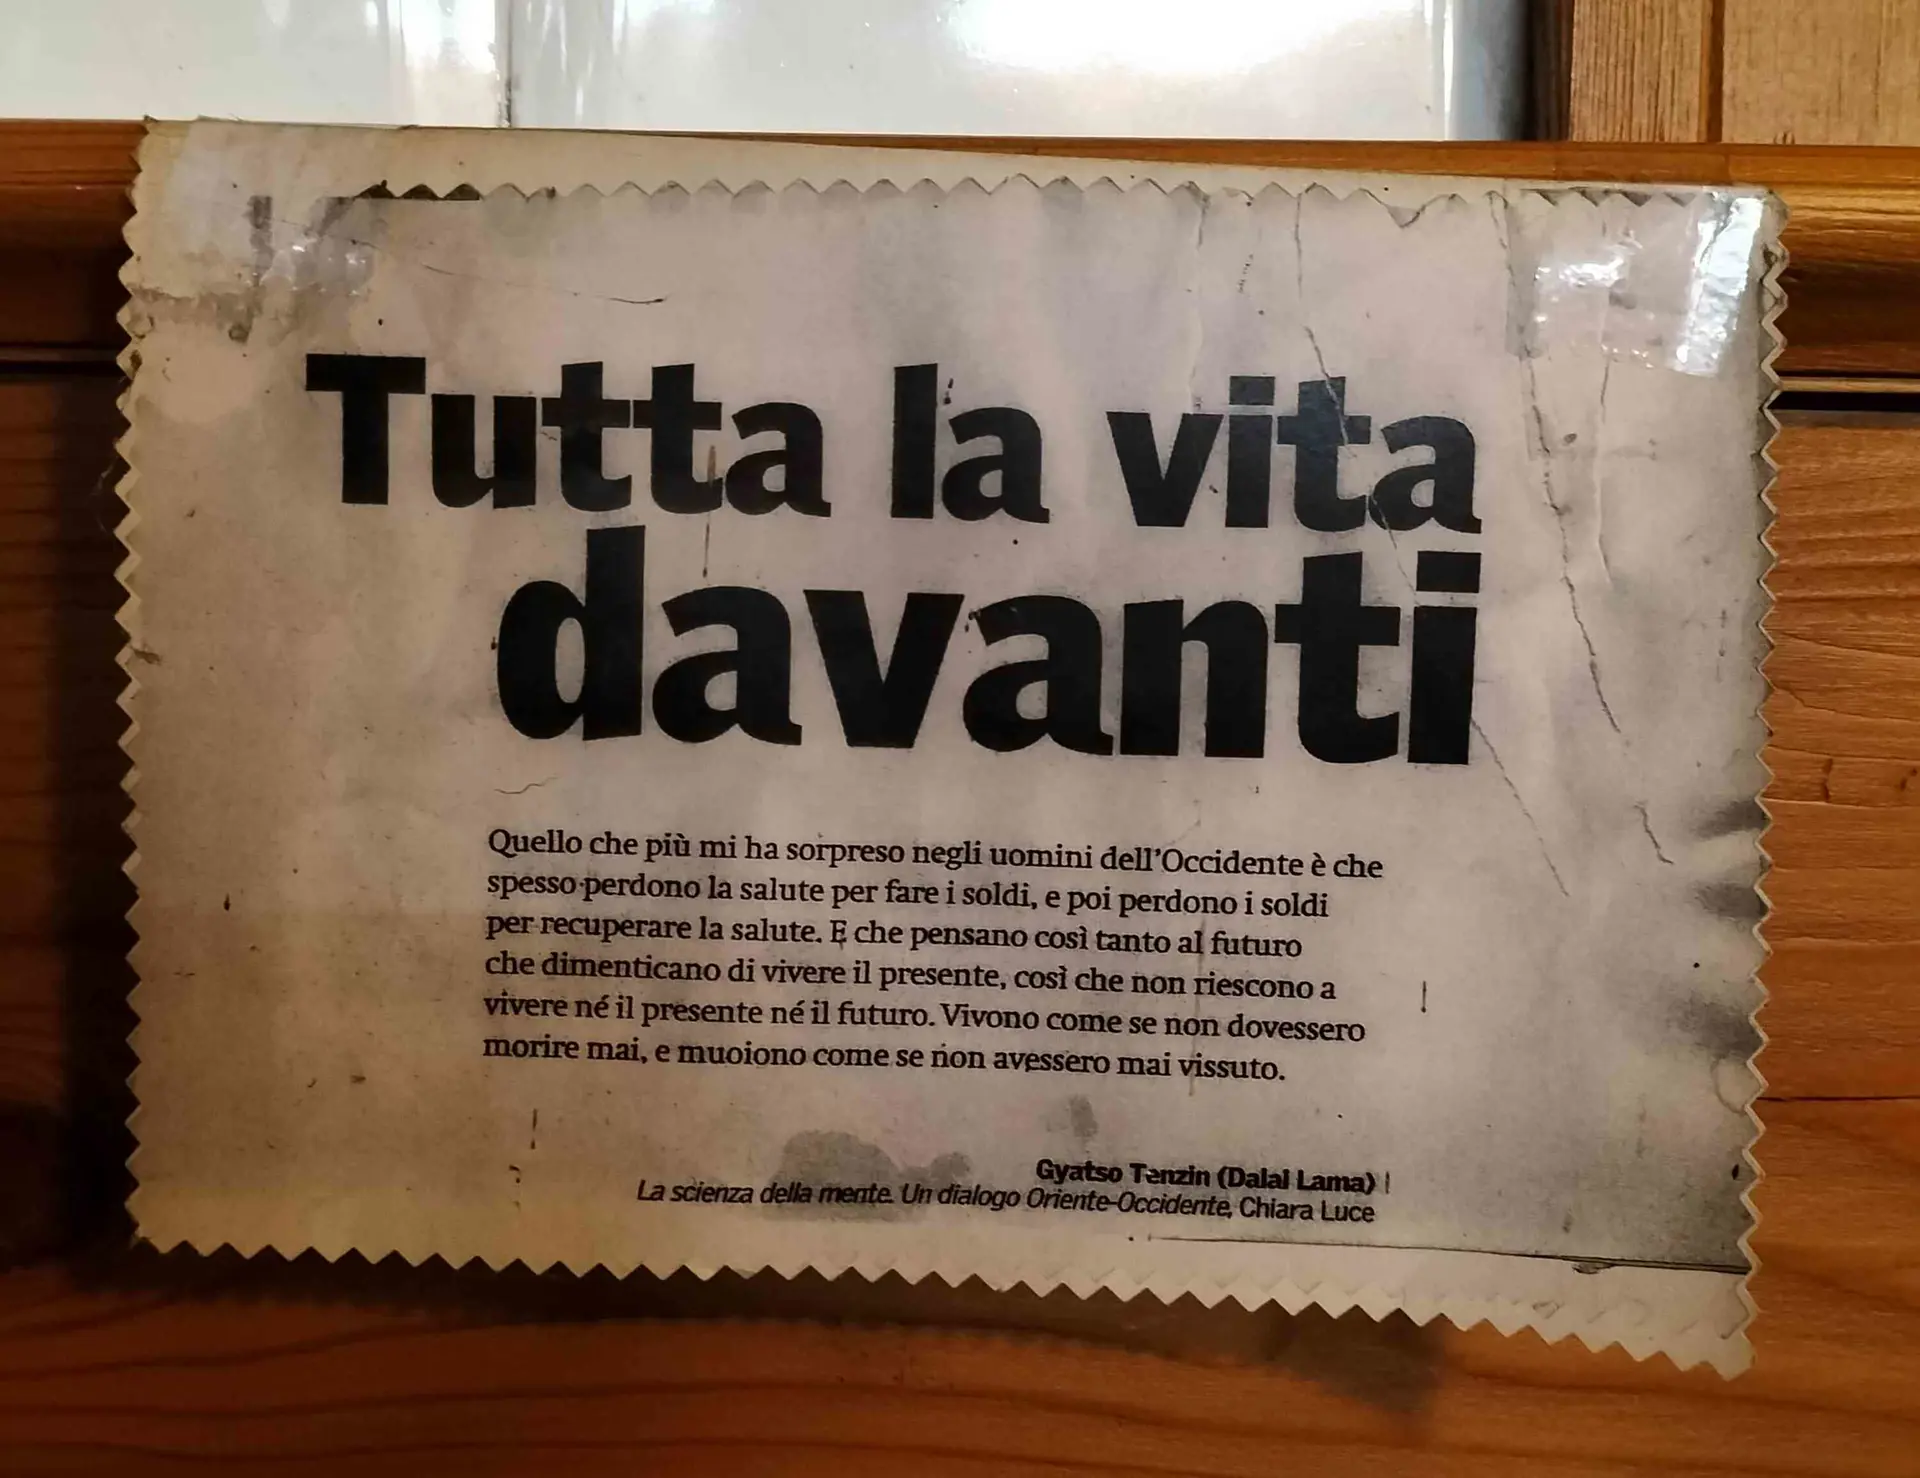 Tutta la vita
davanti
Quello che più mi ha sorpreso negli uomini dell'Occidente è che
spesso perdono la salute per fare i soldi, e poi perdono i soldi
per recuperare la salute. E che pensano così tanto al futuro
che dimenticano di vivere il presente, così che non riescono a
vivere né il presente né il futuro. Vivono come se non dovessero
morire mai, e muoiono come se non avessero mai vissuto.
Gyatso Tenzin (Dalai Lama)
La scienza della mente. Un dialogo Oriente-Occidente, Chiara Luce